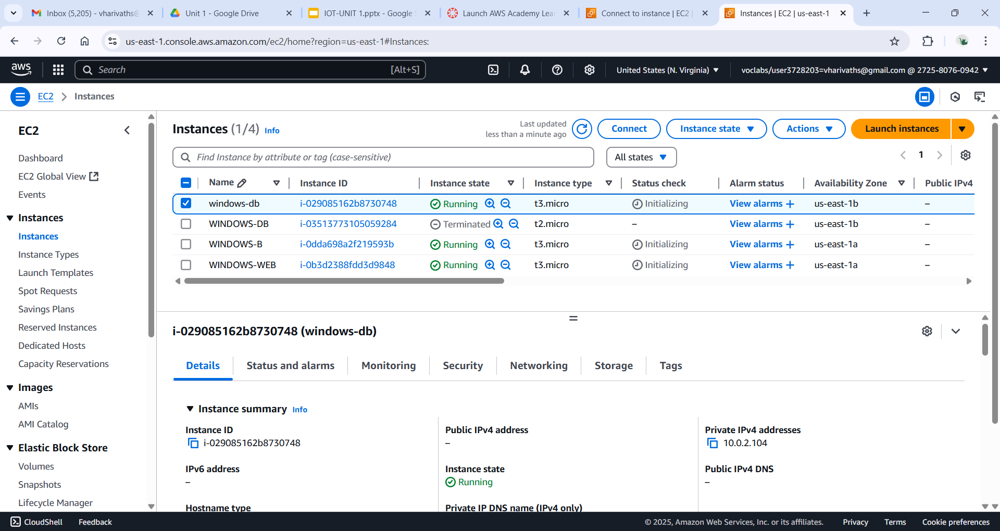 Inbox (5,205) - vharivaths@
Unit 1 - Google Drive
IOT-UNIT 1.pptx - Google S
Launch AWS Academy Lea
Connect to instance | EC2 |
Instances | EC2 | us-east-1
us-east-1.console.aws.amazon.com/ec2/home?region=us-east-1#Instances:
aws
Search
[Alt+S]
United States (N. Virginia)
voclabs/user3728203=vharivaths@gmail.com @ 2725-8076-0942
EC2
Instances
EC2
Dashboard
EC2 Global View
Events
Instances
Instances
Instance Types
Launch Templates
Spot Requests
Savings Plans
Reserved Instances
Dedicated Hosts
Capacity Reservations
Images
AMIs
AMI Catalog
Elastic Block Store
Volumes
Snapshots
Lifecycle Manager
Instances (1/4) Info
Last updated
less than a minute ago
Connect
Instance state
Actions
Launch instances
Find Instance by attribute or tag (case-sensitive)
All states
1
Name Instance ID Instance state Instance type Status check Alarm status Availability Zone Public IPv4
windows-db i-029085162b8730748 Running t3.micro Initializing View alarms + us-east-1b –
WINDOWS-DB i-03513773105059284 Terminated t2.micro – View alarms + us-east-1b –
WINDOWS-B i-0dda698a2f219593b Running t3.micro Initializing View alarms + us-east-1a –
WINDOWS-WEB i-0b3d2388fdd3d9848 Running t3.micro Initializing View alarms + us-east-1a –
i-029085162b8730748 (windows-db)
Details
Status and alarms
Monitoring
Security
Networking
Storage
Tags
Instance summary Info
Instance ID
i-029085162b8730748
Public IPv4 address
–
Private IPv4 addresses
10.0.2.104
IPv6 address
–
Instance state
Running
Public IPv4 DNS
–
Hostname type
Private IP DNS name (IPv4 only)
CloudShell
Feedback
© 2025, Amazon Web Services, Inc. or its affiliates.
Privacy
Terms
Cookie preferences